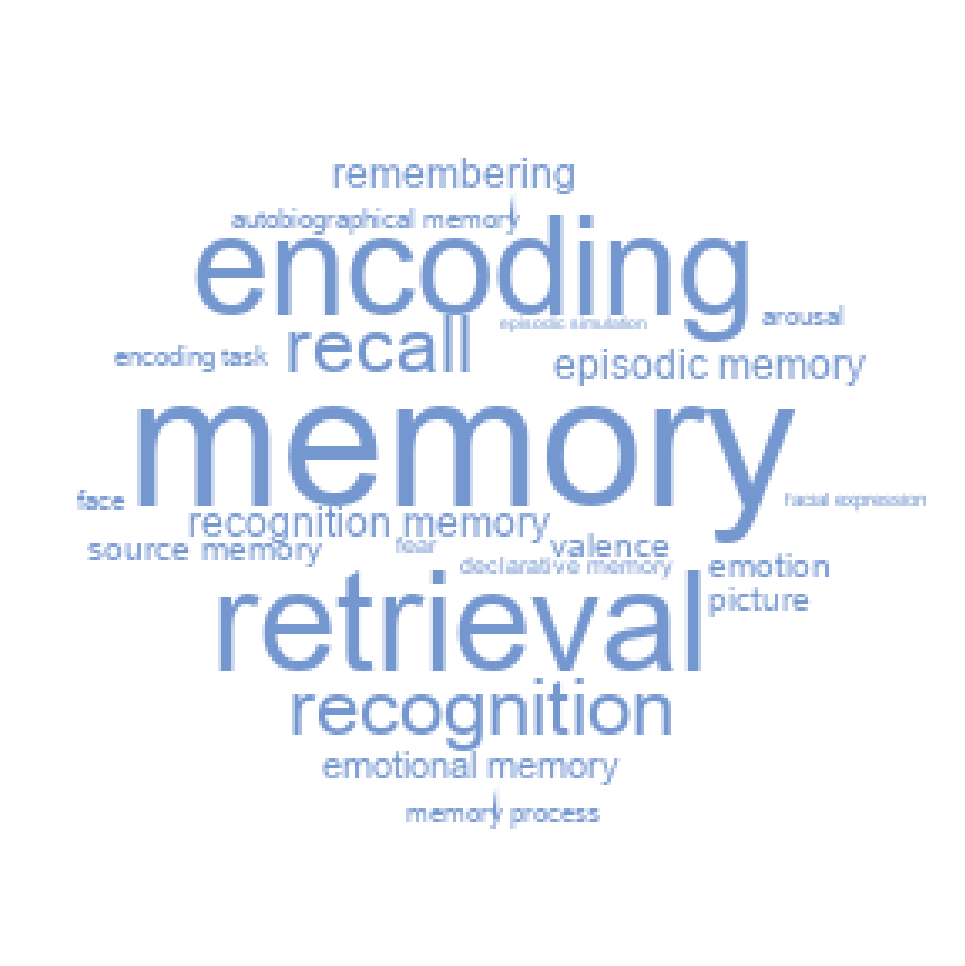 remembering
autobiographical memory
encoding
arousal
episodic simulation
recall
encoding task
episodic memory
memory
face
facial expression
recognition memory
source memory
fear
valence
declarative memory
emotion
picture
retrieval
recognition
emotional memory
memory process